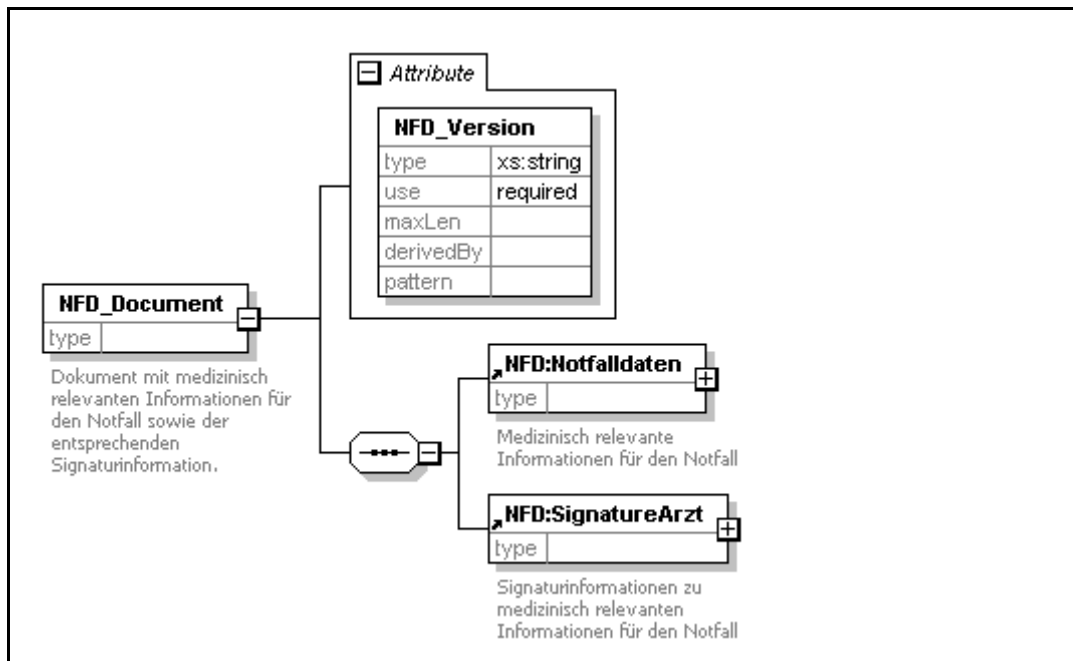 Attribute
NFD_Version
type xs:string
use required
maxLen
derivedBy
pattern
NFD_Document
type
Dokument mit medizinisch
relevanten Informationen für
den Notfall sowie der
entsprechenden
Signaturinformation.
NFD:Notfalldaten
type
Medizinisch relevante
Informationen für den Notfall
NFD:SignatureArzt
type
Signaturinformationen zu
medizinisch relevanten
Informationen für den Notfall